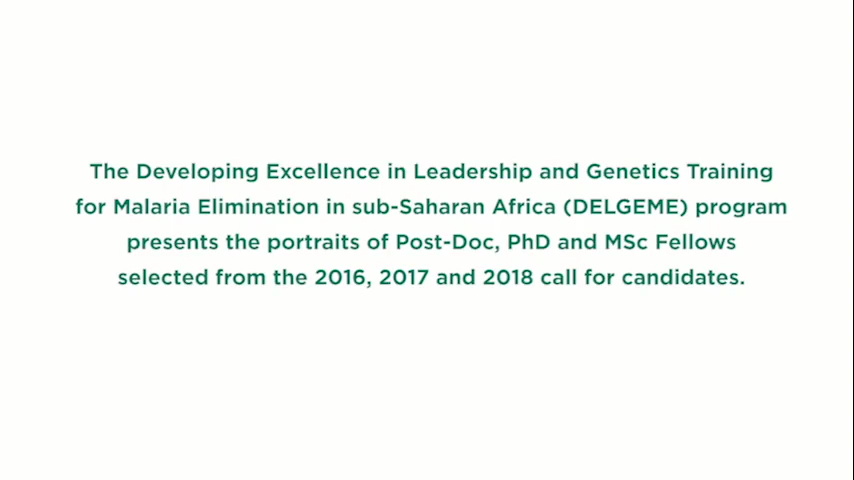 The Developing Excellence in Leadership and Genetics Training
for Malaria Elimination in sub-Saharan Africa (DELGEME) program
presents the portraits of Post-Doc, PhD and MSc Fellows
selected from the 2016, 2017 and 2018 call for candidates.